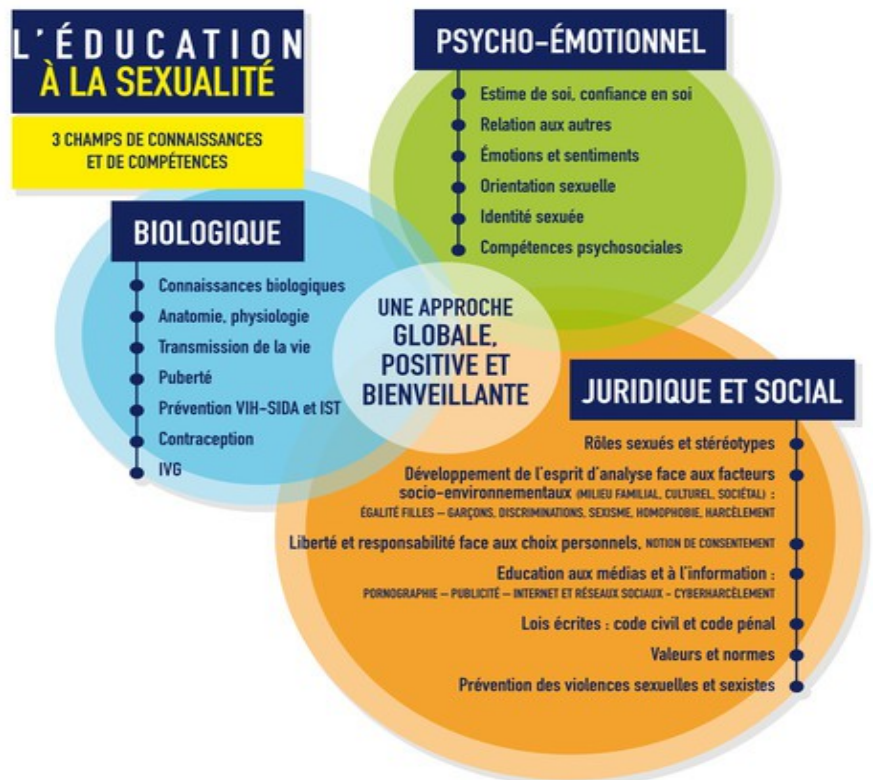 L'ÉDUCATION
À LA SEXUALITÉ
3 CHAMPS DE CONNAISSANCES
ET DE COMPÉTENCES
PSYCHO-ÉMOTIONNEL
Estime de soi, confiance en soi
Relation aux autres
Émotions et sentiments
Orientation sexuelle
Identité sexuée
Compétences psychosociales
BIOLOGIQUE
Connaissances biologiques
Anatomie, physiologie
Transmission de la vie
Puberté
Prévention VIH-SIDA et IST
Contraception
IVG
UNE APPROCHE
GLOBALE,
POSITIVE ET
BIENVEILLANTE
JURIDIQUE ET SOCIAL
Rôles sexués et stéréotypes
Développement de l'esprit d'analyse face aux facteurs
socio-environnementaux (MILIEU FAMILIAL, CULTUREL, SOCIÉTAL) :
ÉGALITÉ FILLES – GARÇONS, DISCRIMINATIONS, SEXISME, HOMOPHOBIE, HARCÈLEMENT
Liberté et responsabilité face aux choix personnels, NOTION DE CONSENTEMENT
Education aux médias et à l'information :
PORNOGRAPHIE – PUBLICITÉ – INTERNET ET RÉSEAUX SOCIAUX - CYBERHARCÈLEMENT
Lois écrites : code civil et code pénal
Valeurs et normes
Prévention des violences sexuelles et sexistes